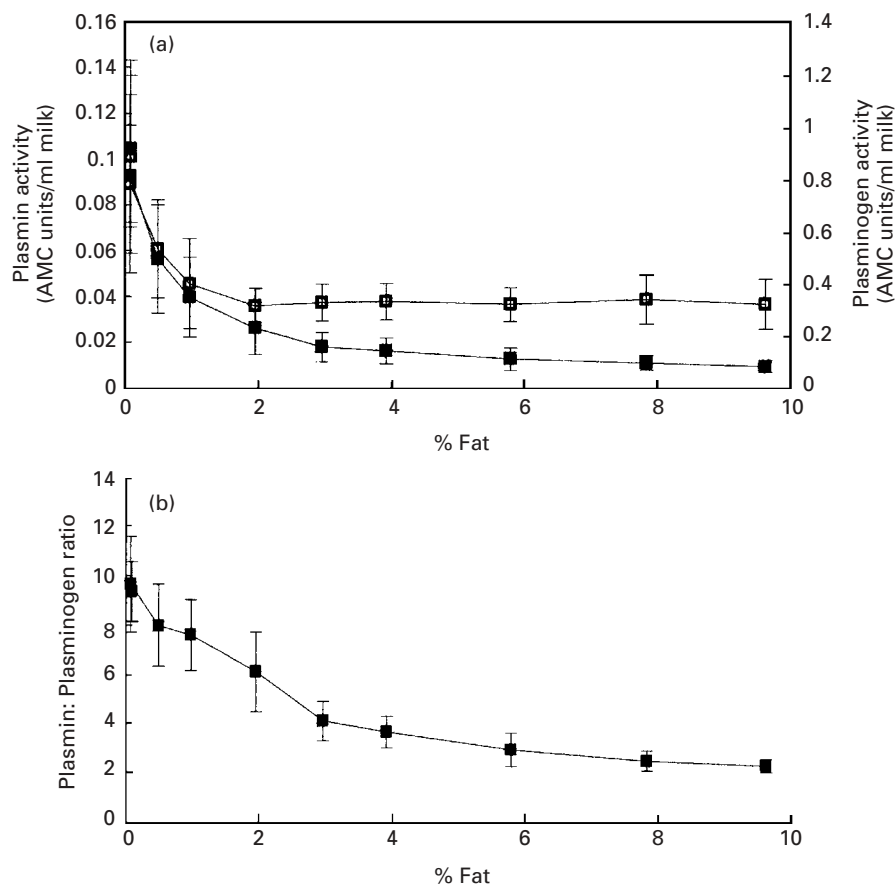 (a)
Plasmin activity
(AMC units/ml milk)
0.16
0.14
0.12
0.1
0.08
0.06
0.04
0.02
0
1.4
1.2
1
0.8
0.6
0.4
0.2
0
Plasminogen activity
(AMC units/ml milk)
0 2 4 6 8 10
% Fat
(b)
Plasmin: Plasminogen ratio
14
12
10
8
6
4
2
0
0 2 4 6 8 10
% Fat